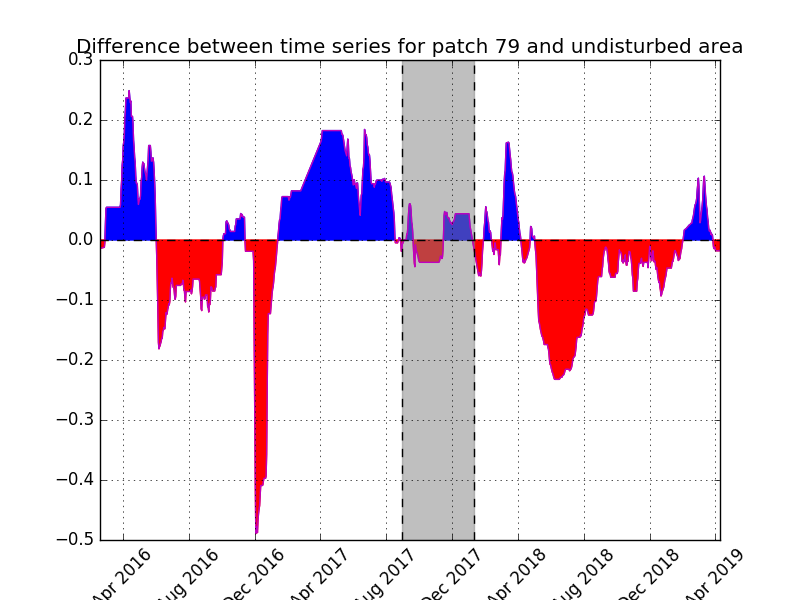 Difference between time series for patch 79 and undisturbed area
0.3
0.2
0.1
0.0
−0.1
−0.2
−0.3
−0.4
−0.5
Apr 2016
Aug 2016
Dec 2016
Apr 2017
Aug 2017
Dec 2017
Apr 2018
Aug 2018
Dec 2018
Apr 2019